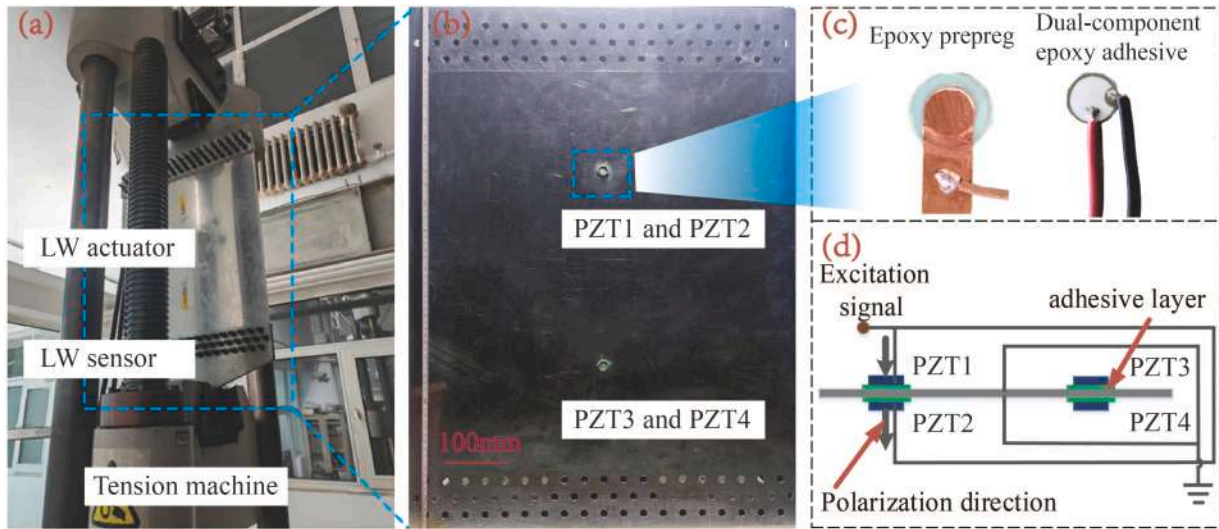 (a)
LW actuator
LW sensor
Tension machine
(b)
PZT1 and PZT2
PZT3 and PZT4
100mm
(c)
Epoxy prepreg
Dual-component
epoxy adhesive
(d)
Excitation
signal
adhesive layer
PZT1
PZT3
PZT2
PZT4
Polarization direction